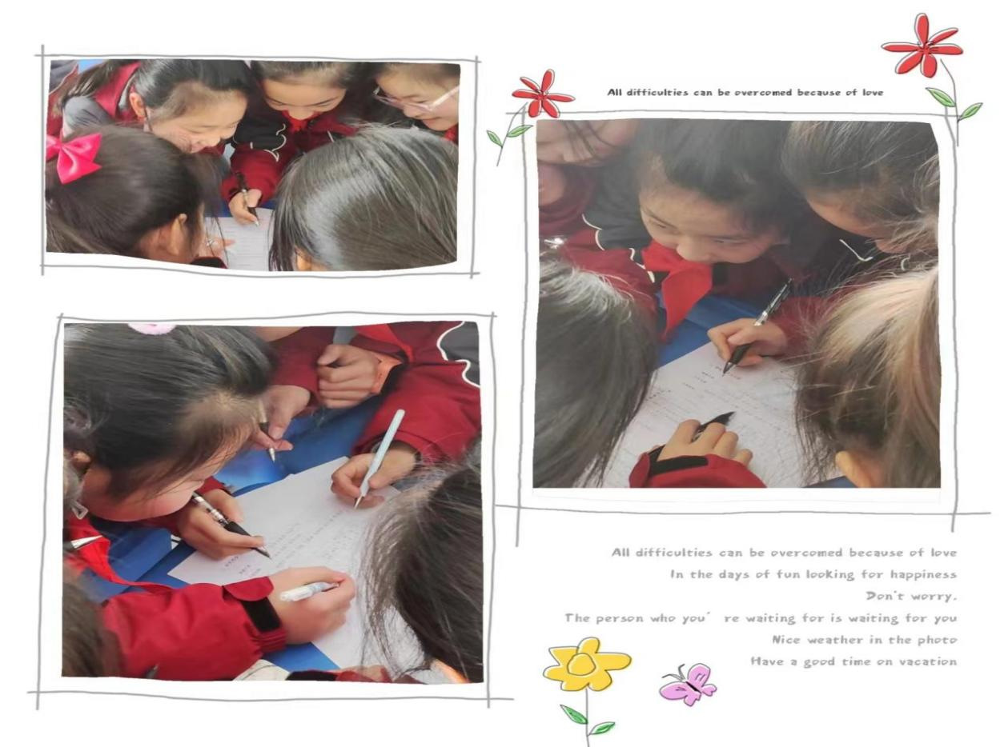 All difficulties can be overcomed because of love
All difficulties can be overcomed because of love
In the days of fun looking for happiness
Don't worry.
The person who you' re waiting for is waiting for you
Nice weather in the photo
Have a good time on vacation